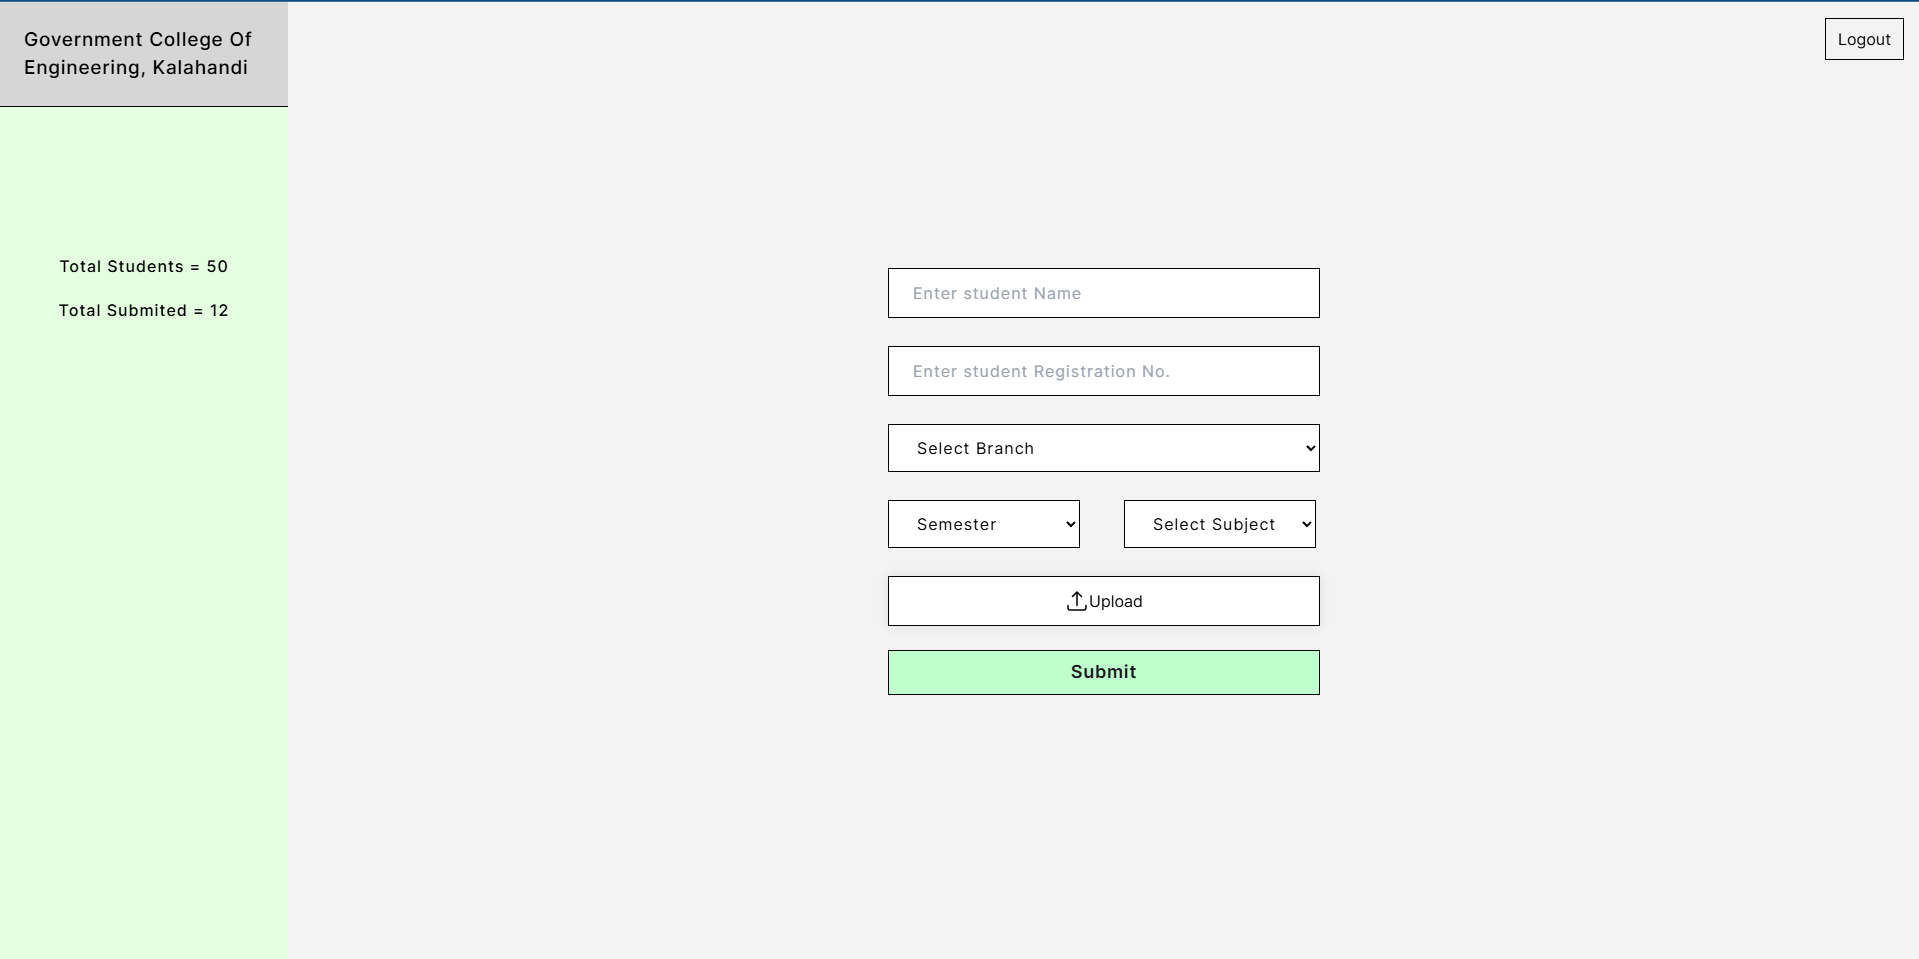 Government College Of
Engineering, Kalahandi
Logout
Total Students = 50
Total Submited = 12
Enter student Name
Enter student Registration No.
Select Branch
Semester
Select Subject
Upload
Submit